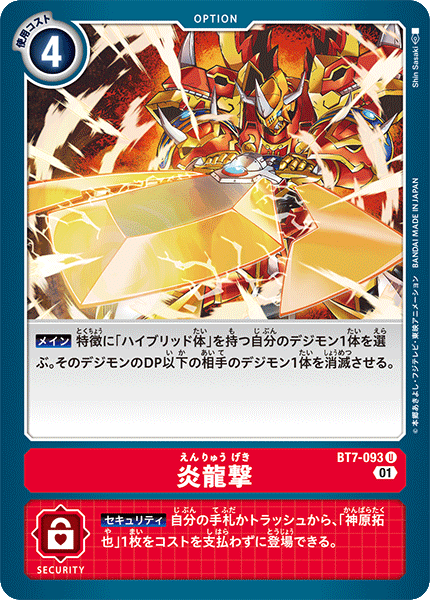 OPTION
使用コスト
4
Shin Sasaki
BANDAI MADE IN JAPAN
©本郷あきよし・フジテレビ・東映アニメーション
メイン 特徴に「ハイブリッド体」を持つ自分のデジモン1体を選
ぶ。そのデジモンのDP以下の相手のデジモン1体を消滅させる。
BT7-093 U
01
えんりゅうげき
炎龍撃
セキュリティ 自分の手札かトラッシュから、「神原拓
也」1枚をコストを支払わずに登場できる。
SECURITY